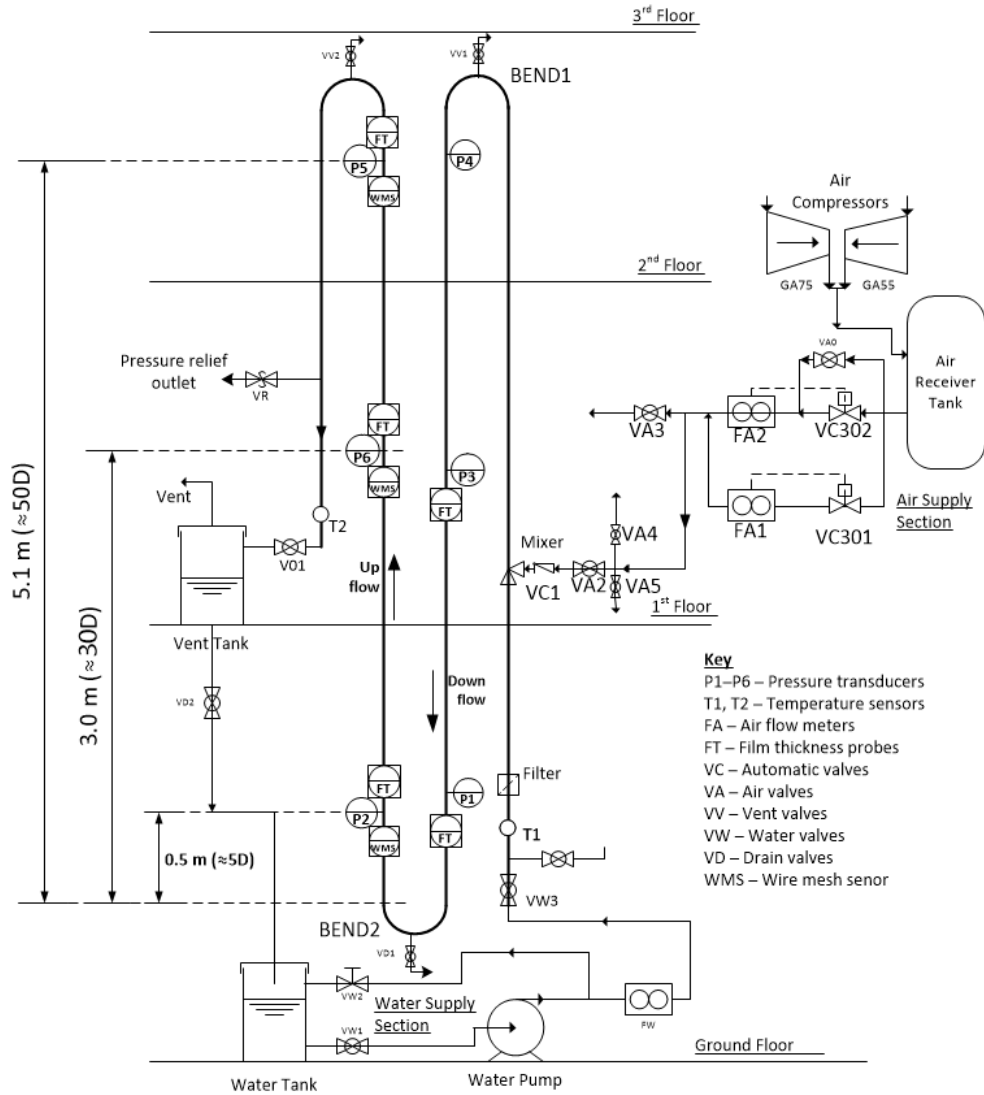 3rd Floor
VV2
VV1
BEND1
FT
P5
P4
WMS
Air
Compressors
2nd Floor
GA75
GA55
Pressure relief
outlet
VR
VA0
Air
Receiver
Tank
FT
VA3
FA2
VC302
P6
P3
WMS
FT
Vent
T2
FA1
VC301
Air Supply
Section
V01
Mixer
VA4
Up
flow
VC1
VA2
VA5
1st Floor
Vent Tank
5.1 m (≈50D)
3.0 m (≈30D)
VD2
Down
flow
Key
P1–P6 – Pressure transducers
T1, T2 – Temperature sensors
FA – Air flow meters
FT – Film thickness probes
VC – Automatic valves
VA – Air valves
VV – Vent valves
VW – Water valves
VD – Drain valves
WMS – Wire mesh senor
Filter
FT
P1
P2
T1
0.5 m (≈5D)
WMS
FT
VW3
BEND2
VD1
VW2
Water Supply
Section
FW
VW1
Ground Floor
Water Tank
Water Pump